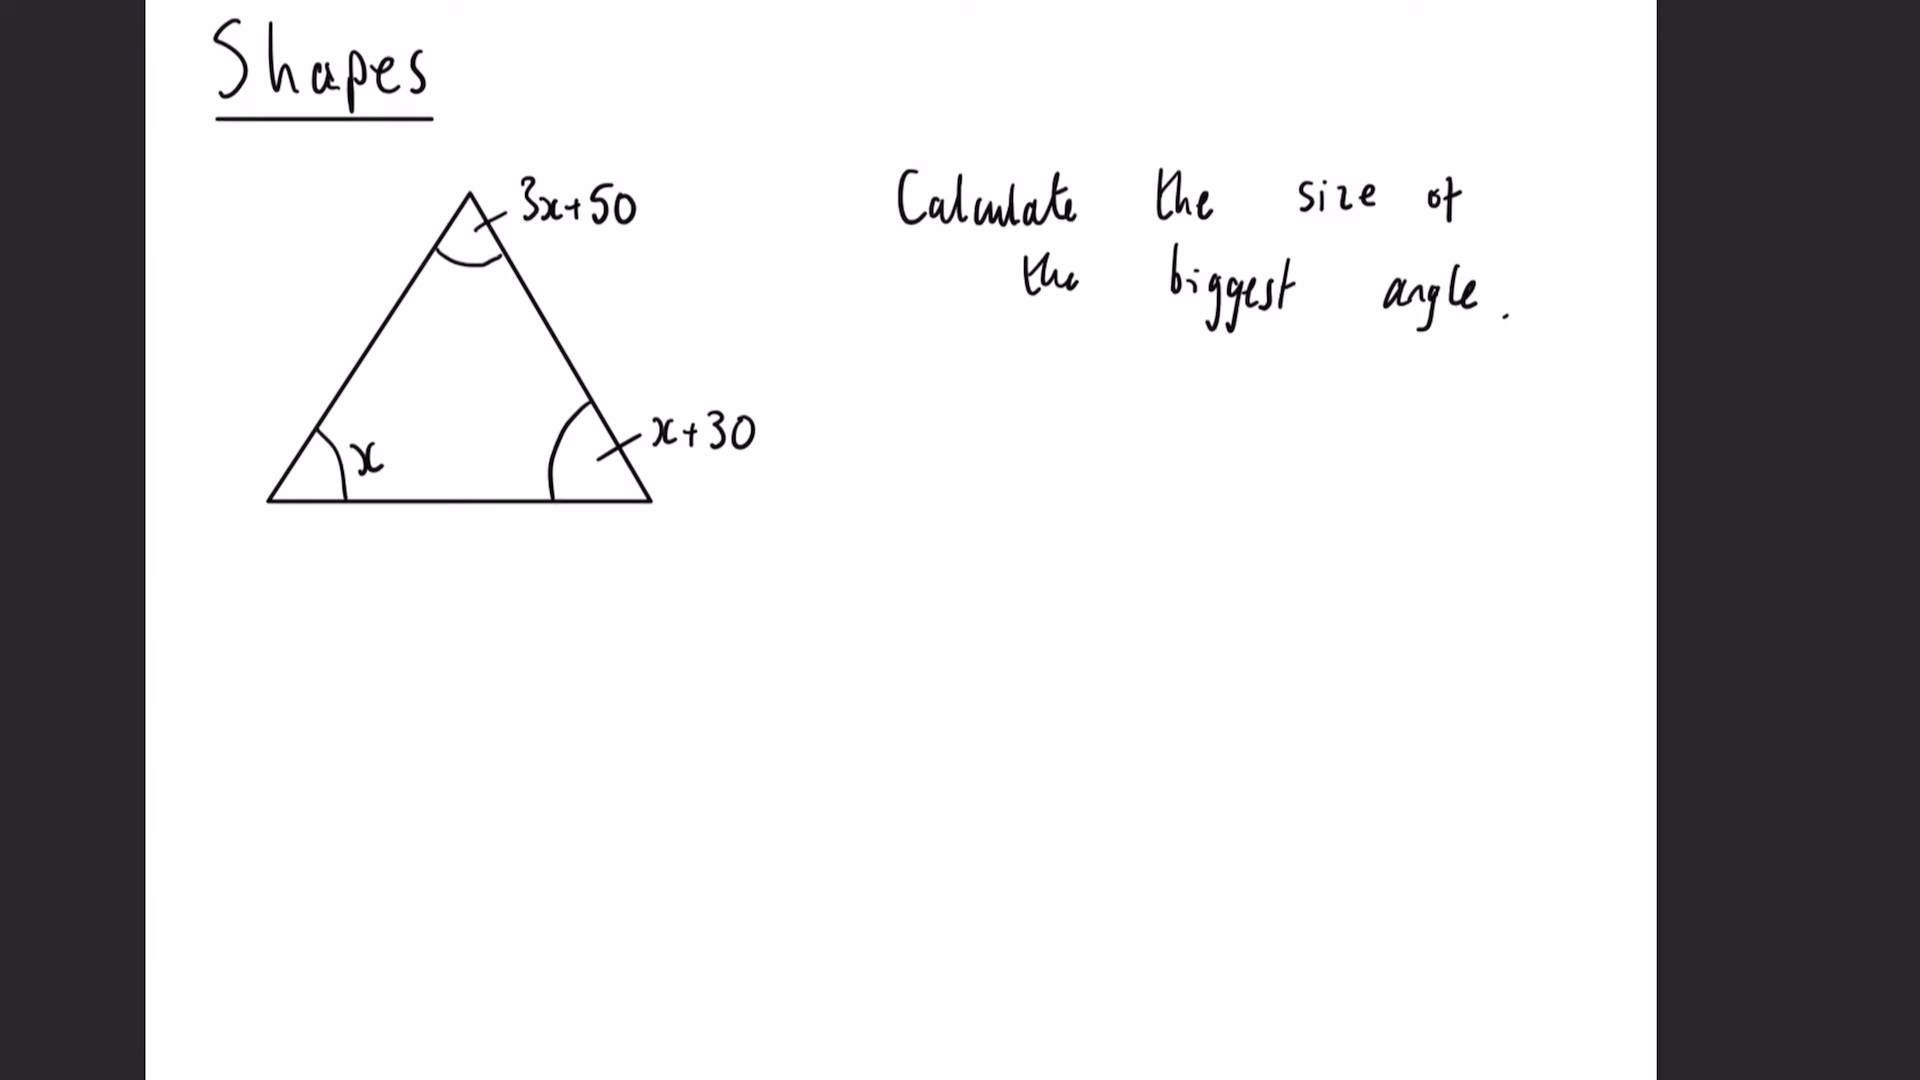 Shapes
3x+50
Calculate the size of
the biggest angle.
x+30
x